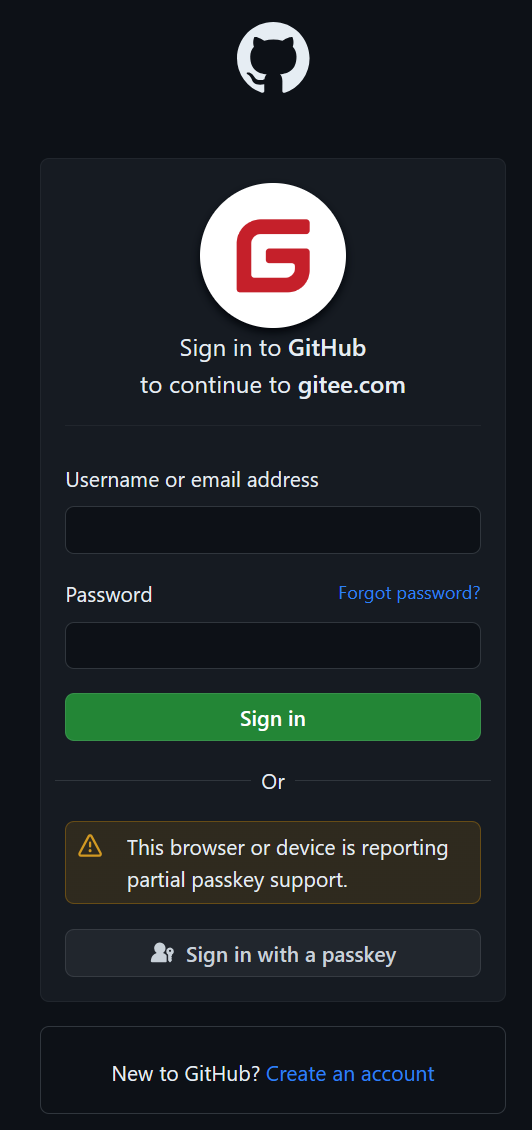 Sign in to GitHub
to continue to gitee.com
Username or email address
Password Forgot password?
Sign in
Or
This browser or device is reporting
partial passkey support.
Sign in with a passkey
New to GitHub? Create an account